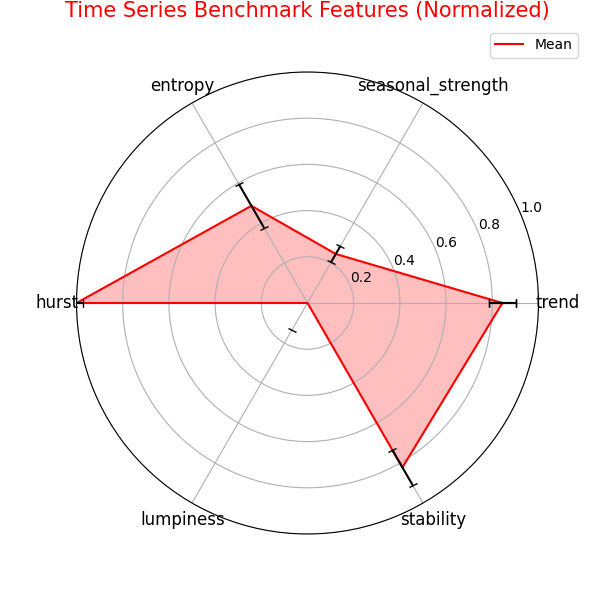 Time Series Benchmark Features (Normalized)
Mean
entropy
seasonal_strength
1.0
0.8
0.6
0.4
0.2
hurst
trend
lumpiness
stability